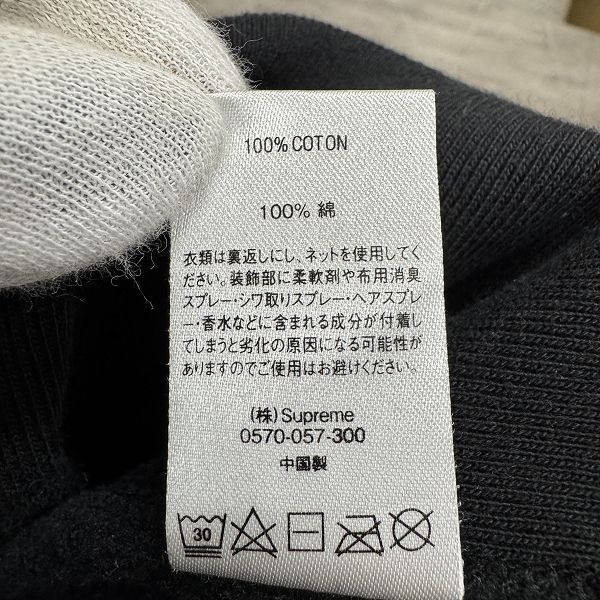 100% COTON
100% 綿
衣類は裏返しにし、ネットを使用してく
ださい。装飾部に柔軟剤や布用消臭
スプレー・シワ取りスプレー・ヘアスプレ
ー・香水などに含まれる成分が付着し
てしまうと劣化の原因になる可能性が
ありますのでご使用はお避けください。
(株) Supreme
0570-057-300
中国製
30